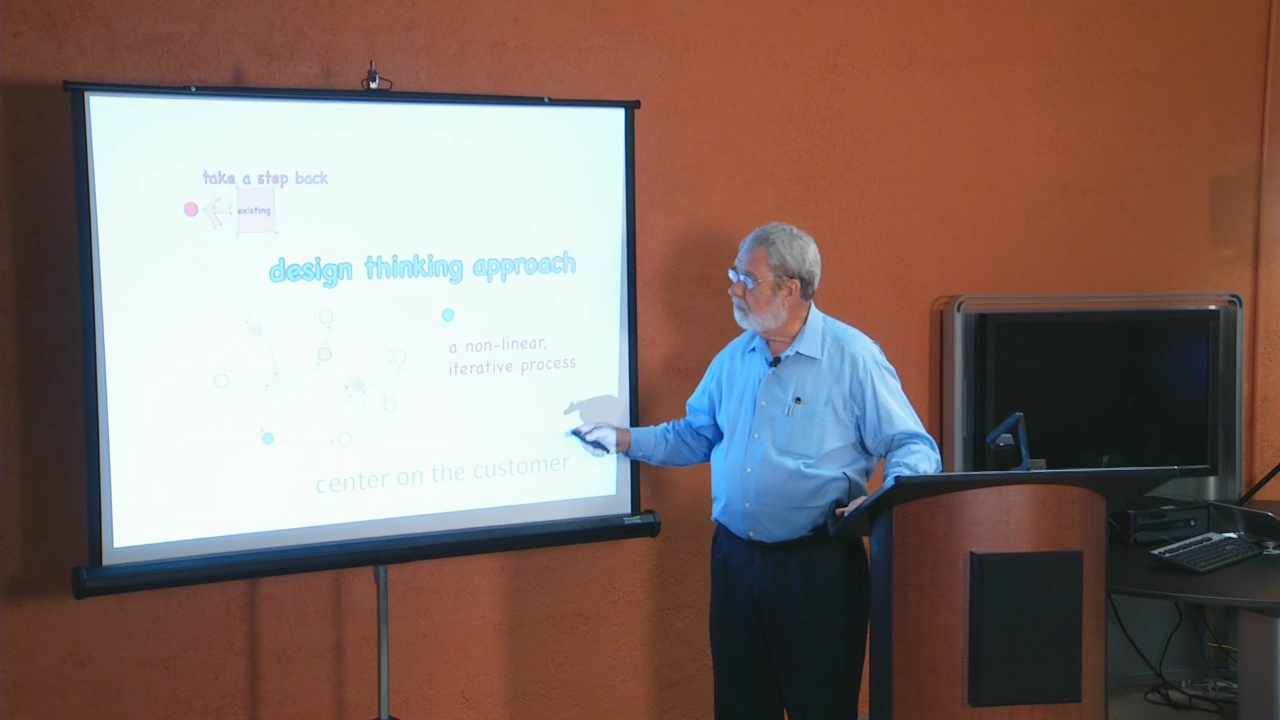 take a step back
existing
design thinking approach
a non-linear,
iterative process
center on the customer